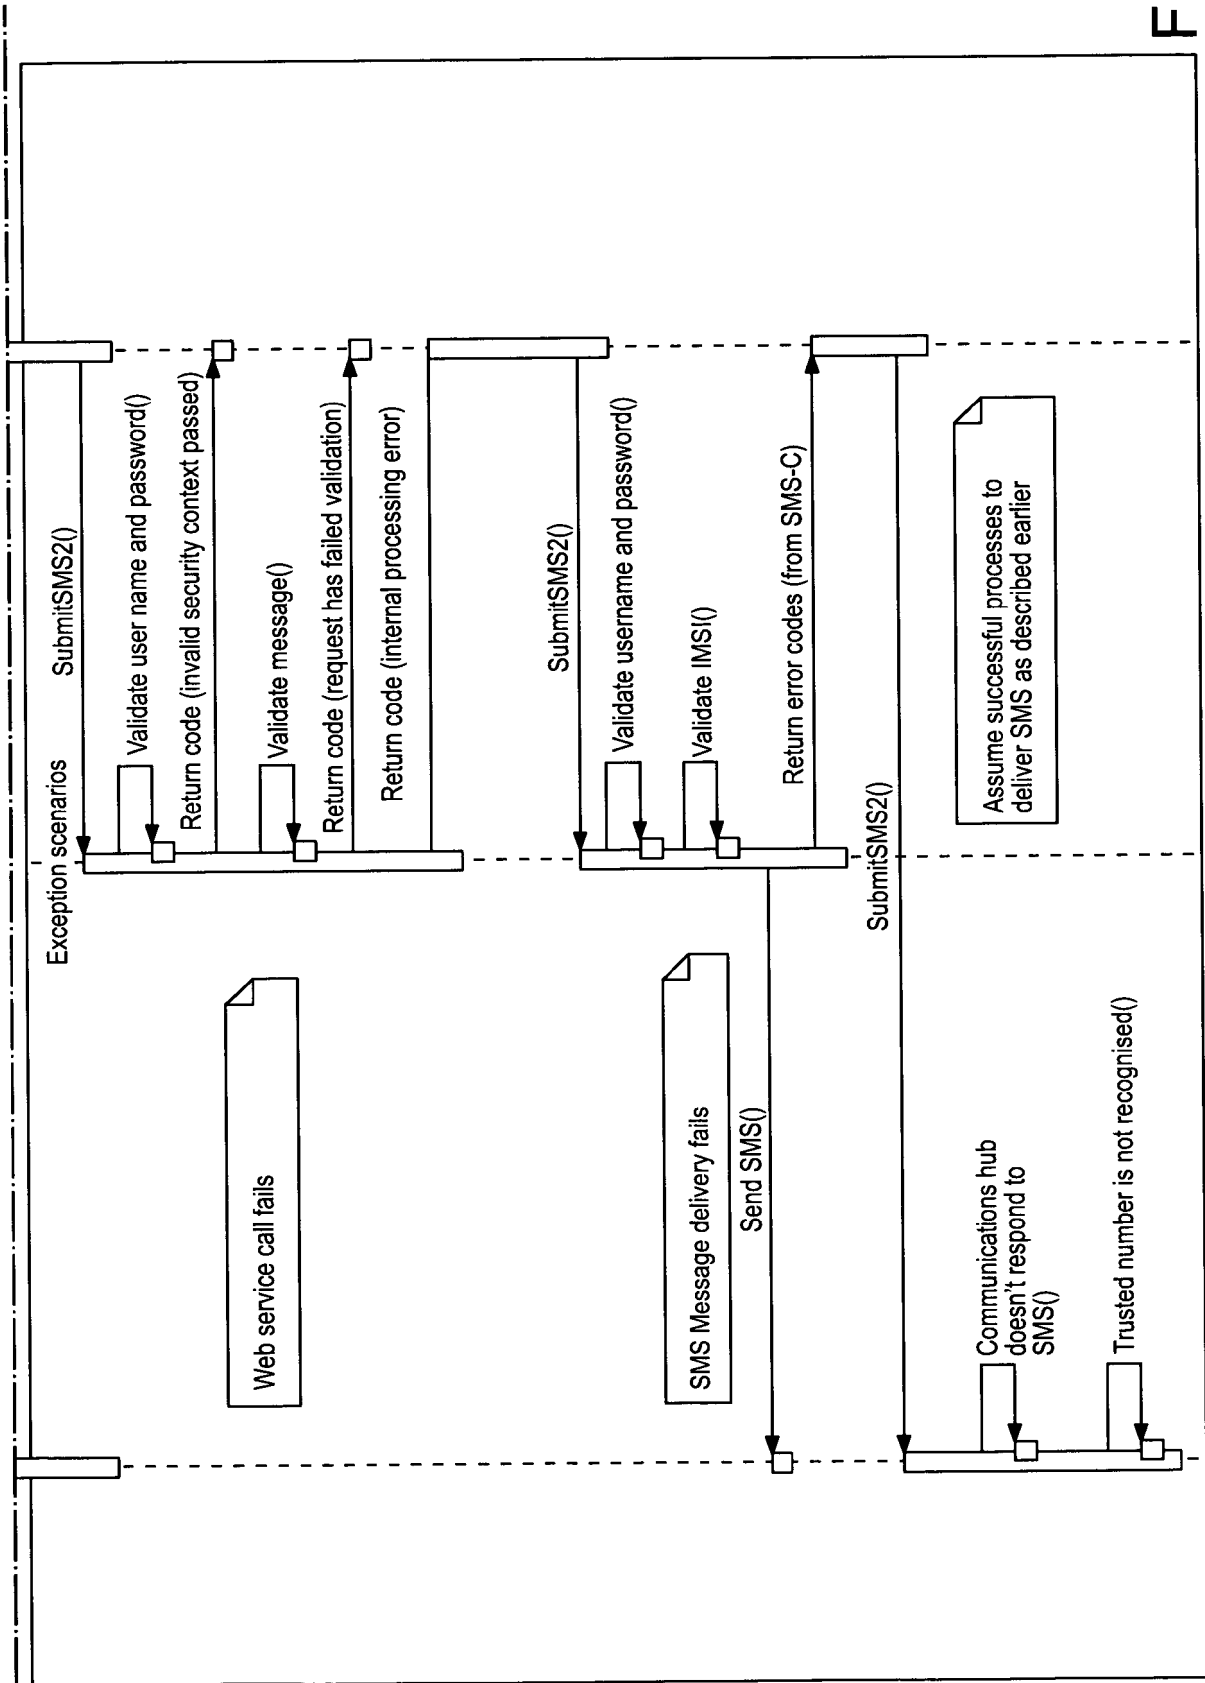 Exception scenarios
SubmitSMS2()
Validate user name and password()
Return code (invalid security context passed)
Web service call fails
Validate message()
Return code (request has failed validation)
Return code (internal processing error)
SubmitSMS2()
Validate username and password()
SMS Message delivery fails
Validate IMSI()
Send SMS()
Return error codes (from SMS-C)
SubmitSMS2()
Assume successful processes to
deliver SMS as described earlier
Communications hub
doesn't respond to
SMS()
Trusted number is not recognised()